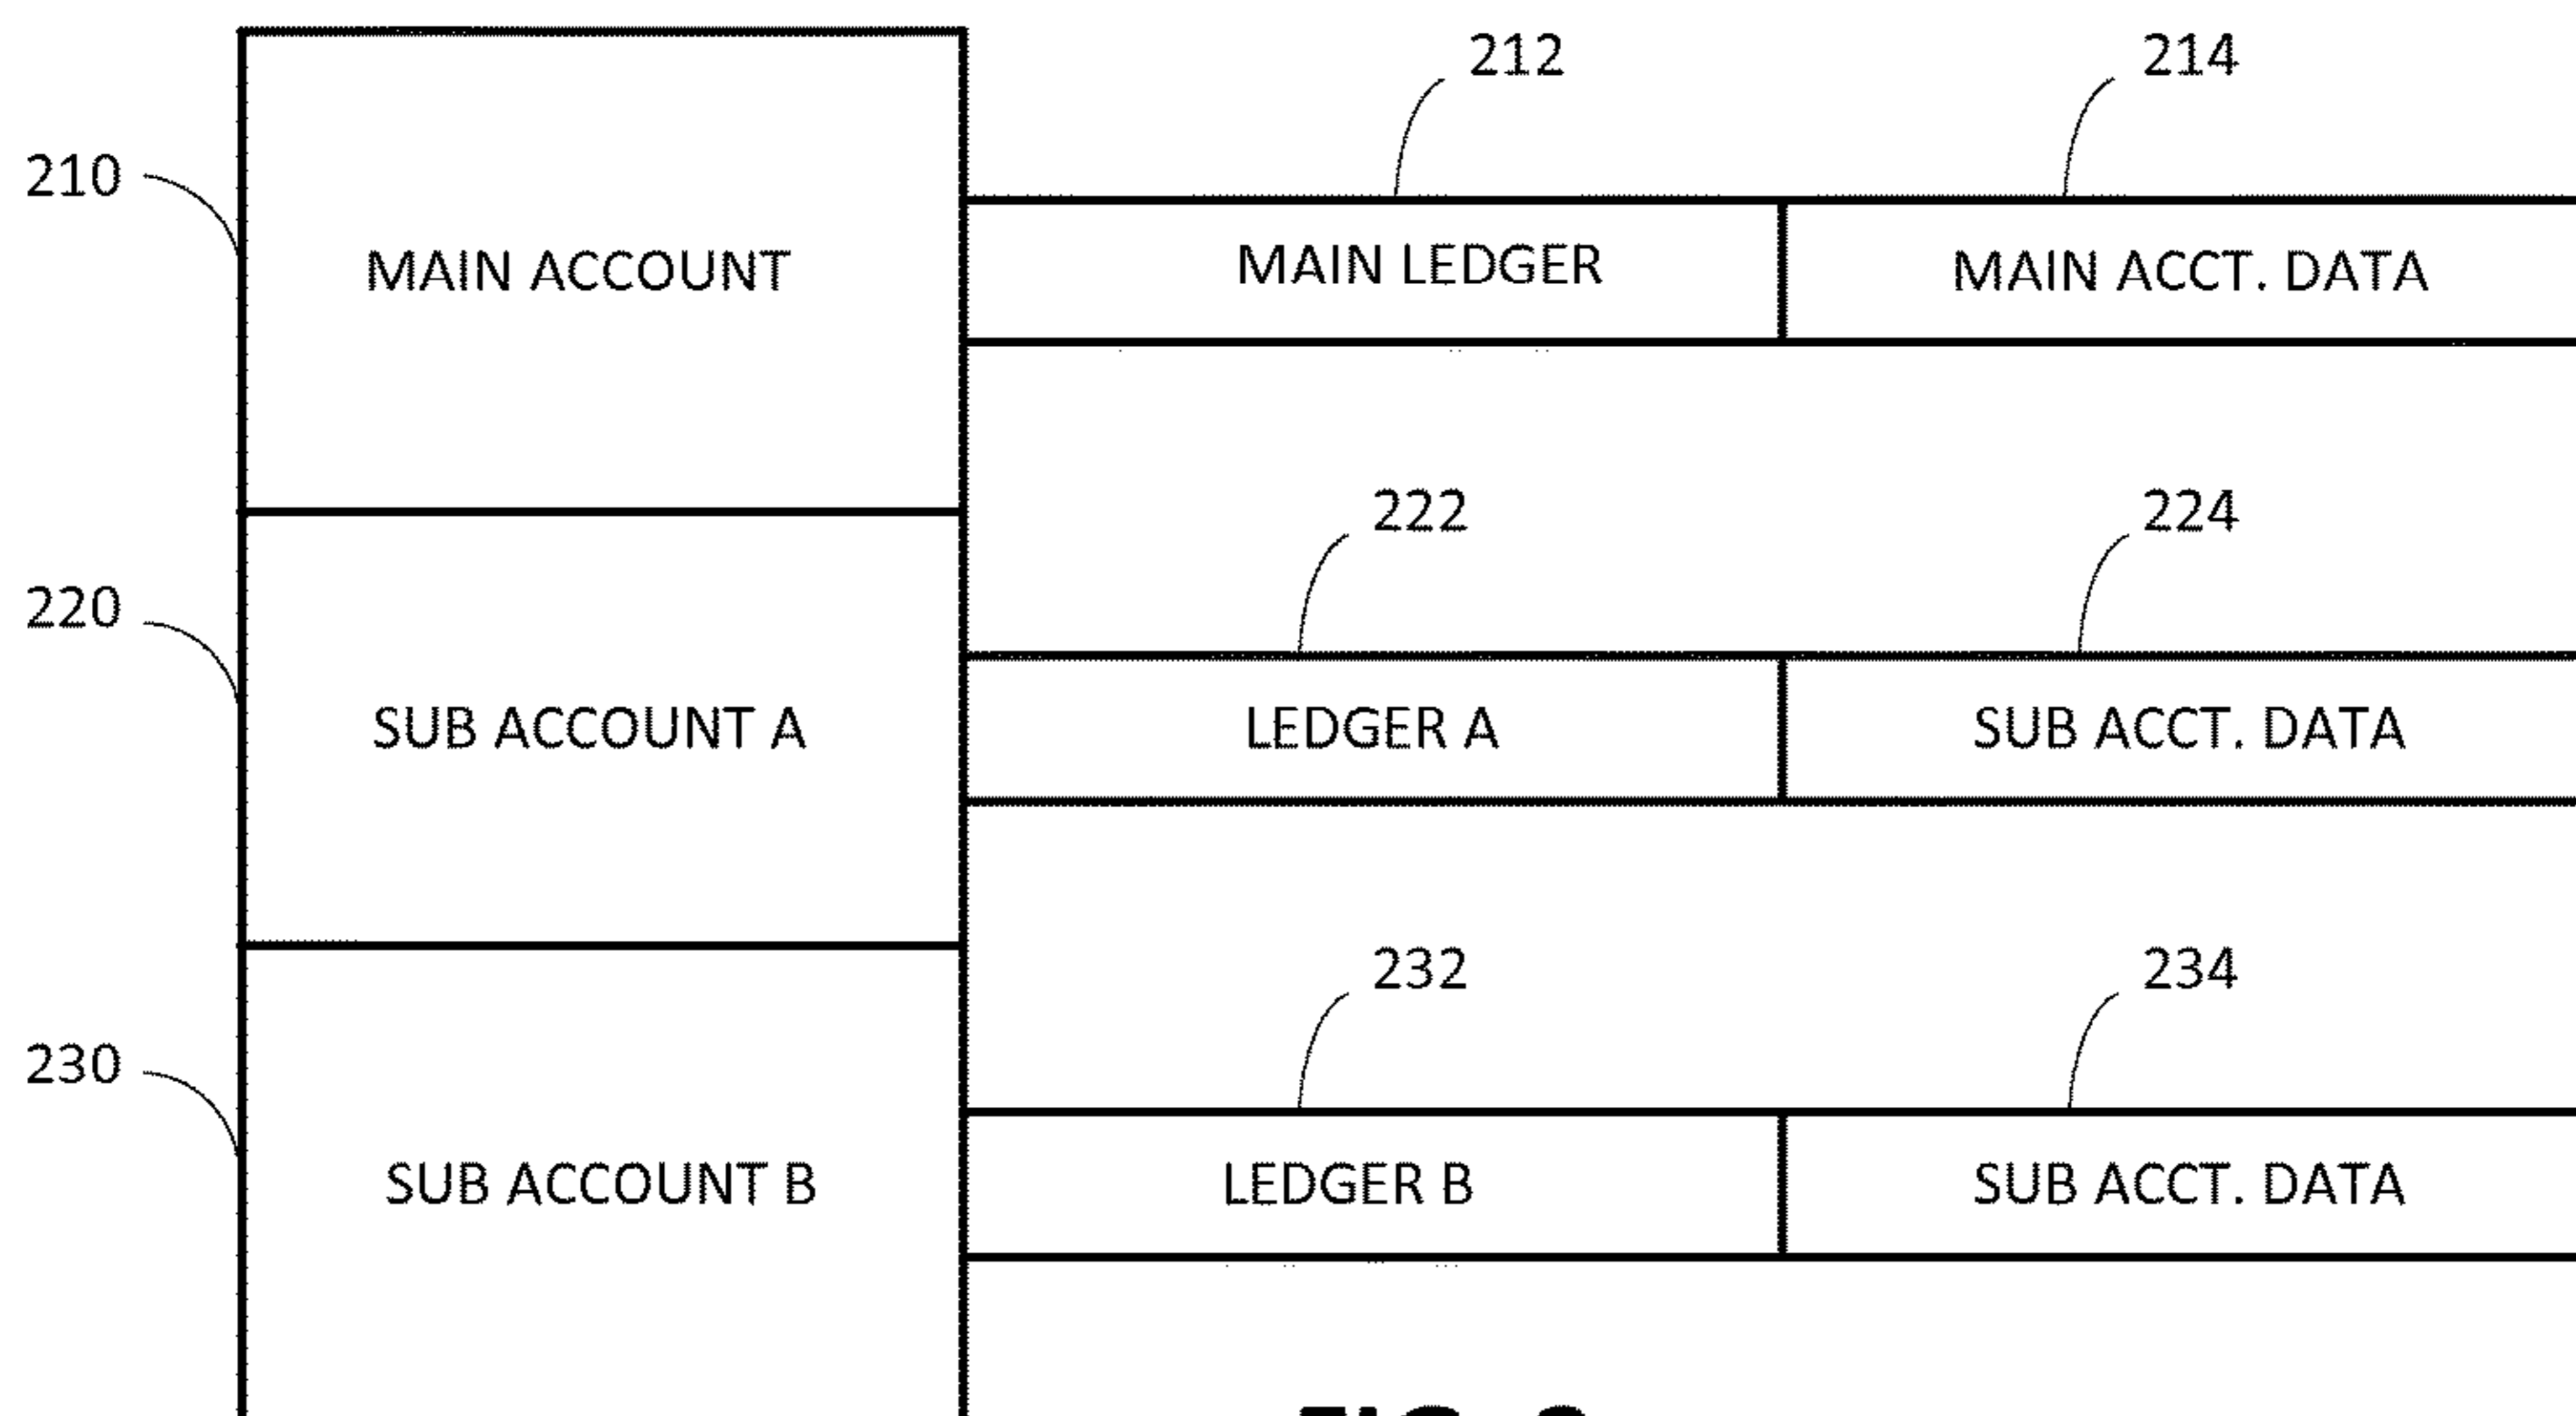 212
214
210
MAIN ACCOUNT
MAIN LEDGER
MAIN ACCT. DATA
222
224
220
SUB ACCOUNT A
LEDGER A
SUB ACCT. DATA
232
234
230
SUB ACCOUNT B
LEDGER B
SUB ACCT. DATA